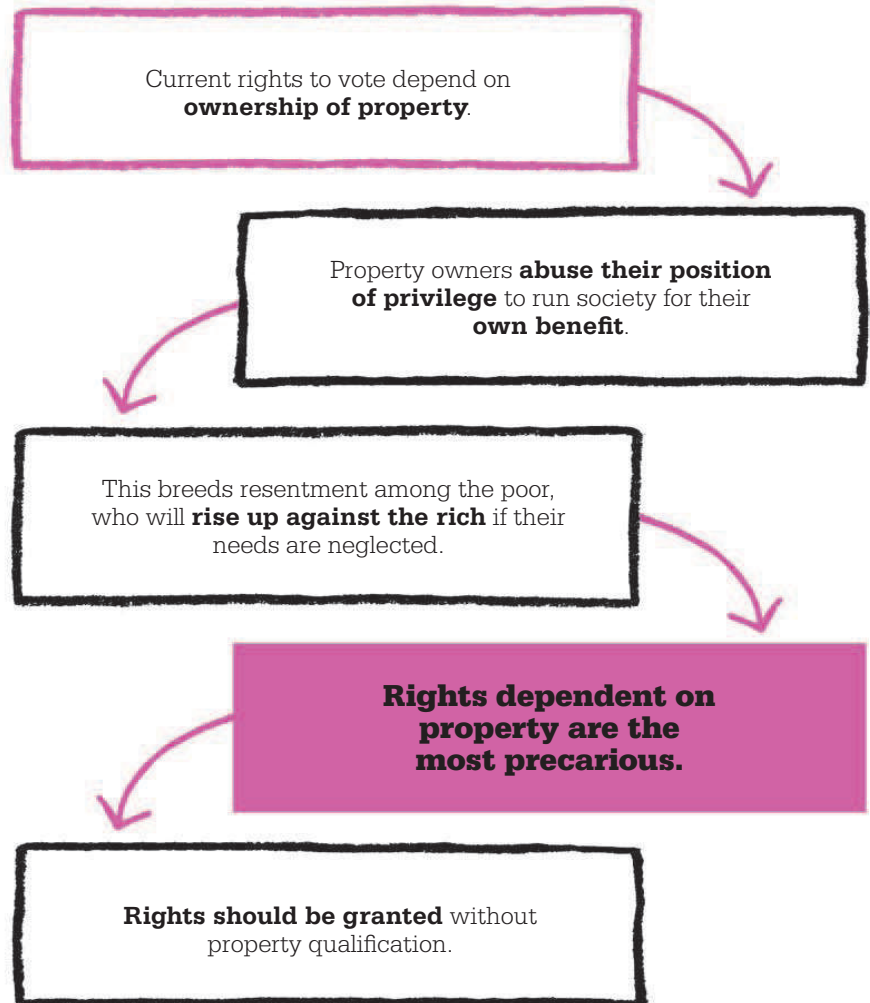 Current rights to vote depend on
ownership of property.
Property owners abuse their position
of privilege to run society for their
own benefit.
This breeds resentment among the poor,
who will rise up against the rich if their
needs are neglected.
Rights dependent on
property are the
most precarious.
Rights should be granted without
property qualification.